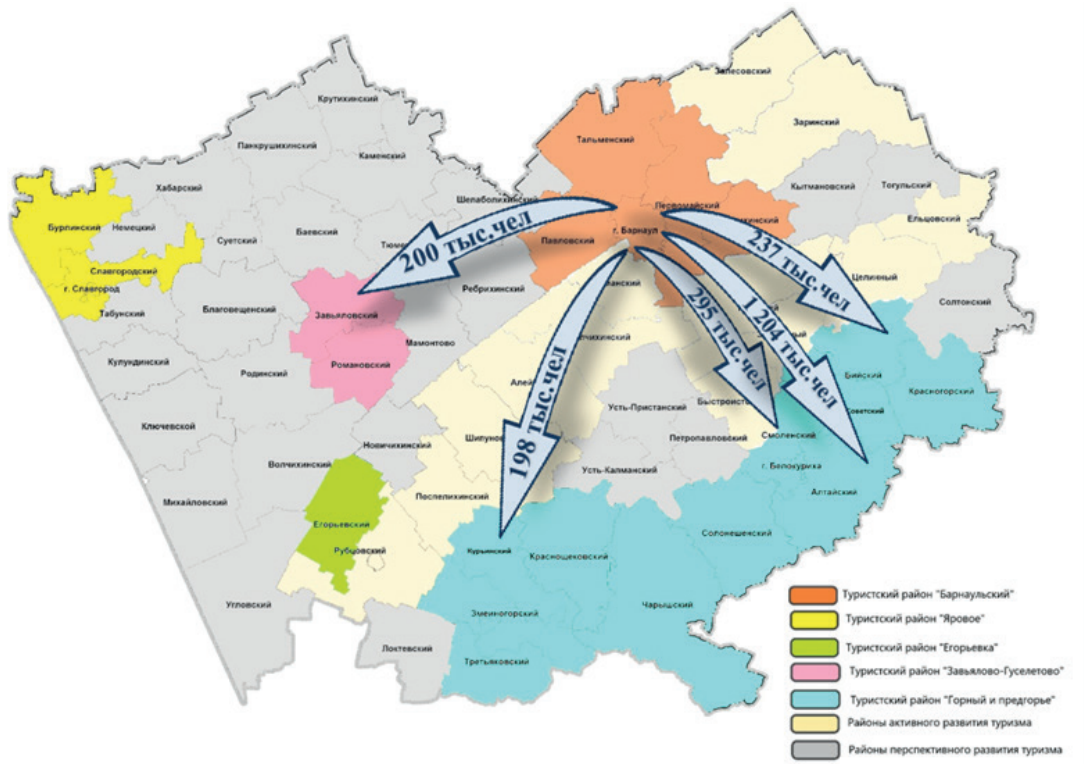 Крутихинский
Залесовский
Панкрушихинский
Каменский
Тальменский
Заринский
Хабарский
Шелаболихинский
Кытмановский
Тогульский
Первомайский
Бурлинский
Немецкий
Суетский
Баевский
Павловский
г. Барнаул
Ельцовский
200 тыс.чел
237 тыс.чел
Славгородский
г. Славгород
Табунский
Благовещенский
Завьяловский
Ребрихинский
Целинный
Солтонский
295 тыс.чел
1 204 тыс.чел
198 тыс.чел
Кулундинский
Родинский
Романовский
Мамонтово
Бийский
Красногорский
Советский
Усть-Пристанский
Ключевской
Новичихинский
Петропавловский
Смоленский
Волчихинский
Усть-Калманский
г. Белокуриха
Михайловский
Поспелихинский
Алтайский
Егорьевский
Рубцовский
Курьинский
Краснощековский
Солонешенский
Угловский
Змеиногорский
Чарышский
Локтевский
Третьяковский
Туристский район "Барнаульский"
Туристский район "Яровое"
Туристский район "Егорьевка"
Туристский район "Завьялово-Гуселетово"
Туристский район "Горный и предгорье"
Районы активного развития туризма
Районы перспективного развития туризма